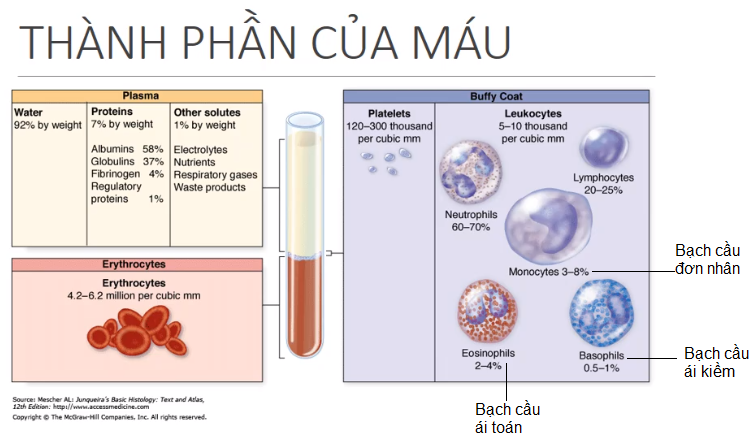 THÀNH PHẦN CỦA MÁU
Plasma
Water
92% by weight
Proteins
7% by weight
Albumins 58%
Globulins 37%
Fibrinogen 4%
Regulatory
proteins 1%
Other solutes
1% by weight
Electrolytes
Nutrients
Respiratory gases
Waste products
Erythrocytes
Erythrocytes
4.2–6.2 million per cubic mm
Buffy Coat
Platelets
120–300 thousand
per cubic mm
Leukocytes
5–10 thousand
per cubic mm
Neutrophils
60–70%
Lymphocytes
20–25%
Monocytes 3–8%
Eosinophils
2–4%
Basophils
0.5–1%
Bạch cầu
đơn nhân
Bạch cầu
ái kiềm
Bạch cầu
ái toán
Source: Mescher AL: Junqueira's Basic Histology: Text and Atlas,
12th Edition: http://www.accessmedicine.com
Copyright © The McGraw-Hill Companies, Inc. All rights reserved.